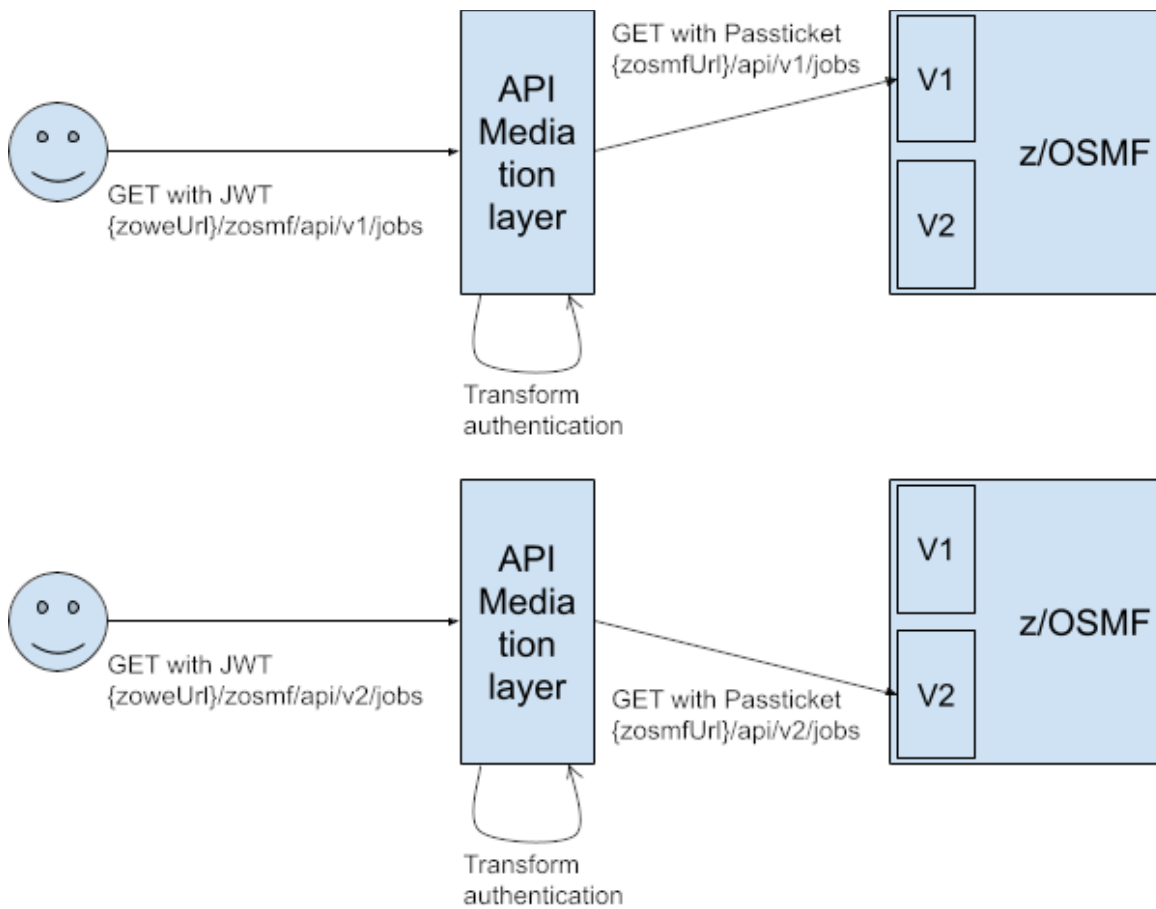 GET with Passticket
{zosmfUrl}/api/v1/jobs
API
Media
tion
layer
V1
z/OSMF
V2
GET with JWT
{zoweUrl}/zosmf/api/v1/jobs
Transform
authentication
API
Media
tion
layer
V1
z/OSMF
V2
GET with JWT
{zoweUrl}/zosmf/api/v2/jobs
GET with Passticket
{zosmfUrl}/api/v2/jobs
Transform
authentication